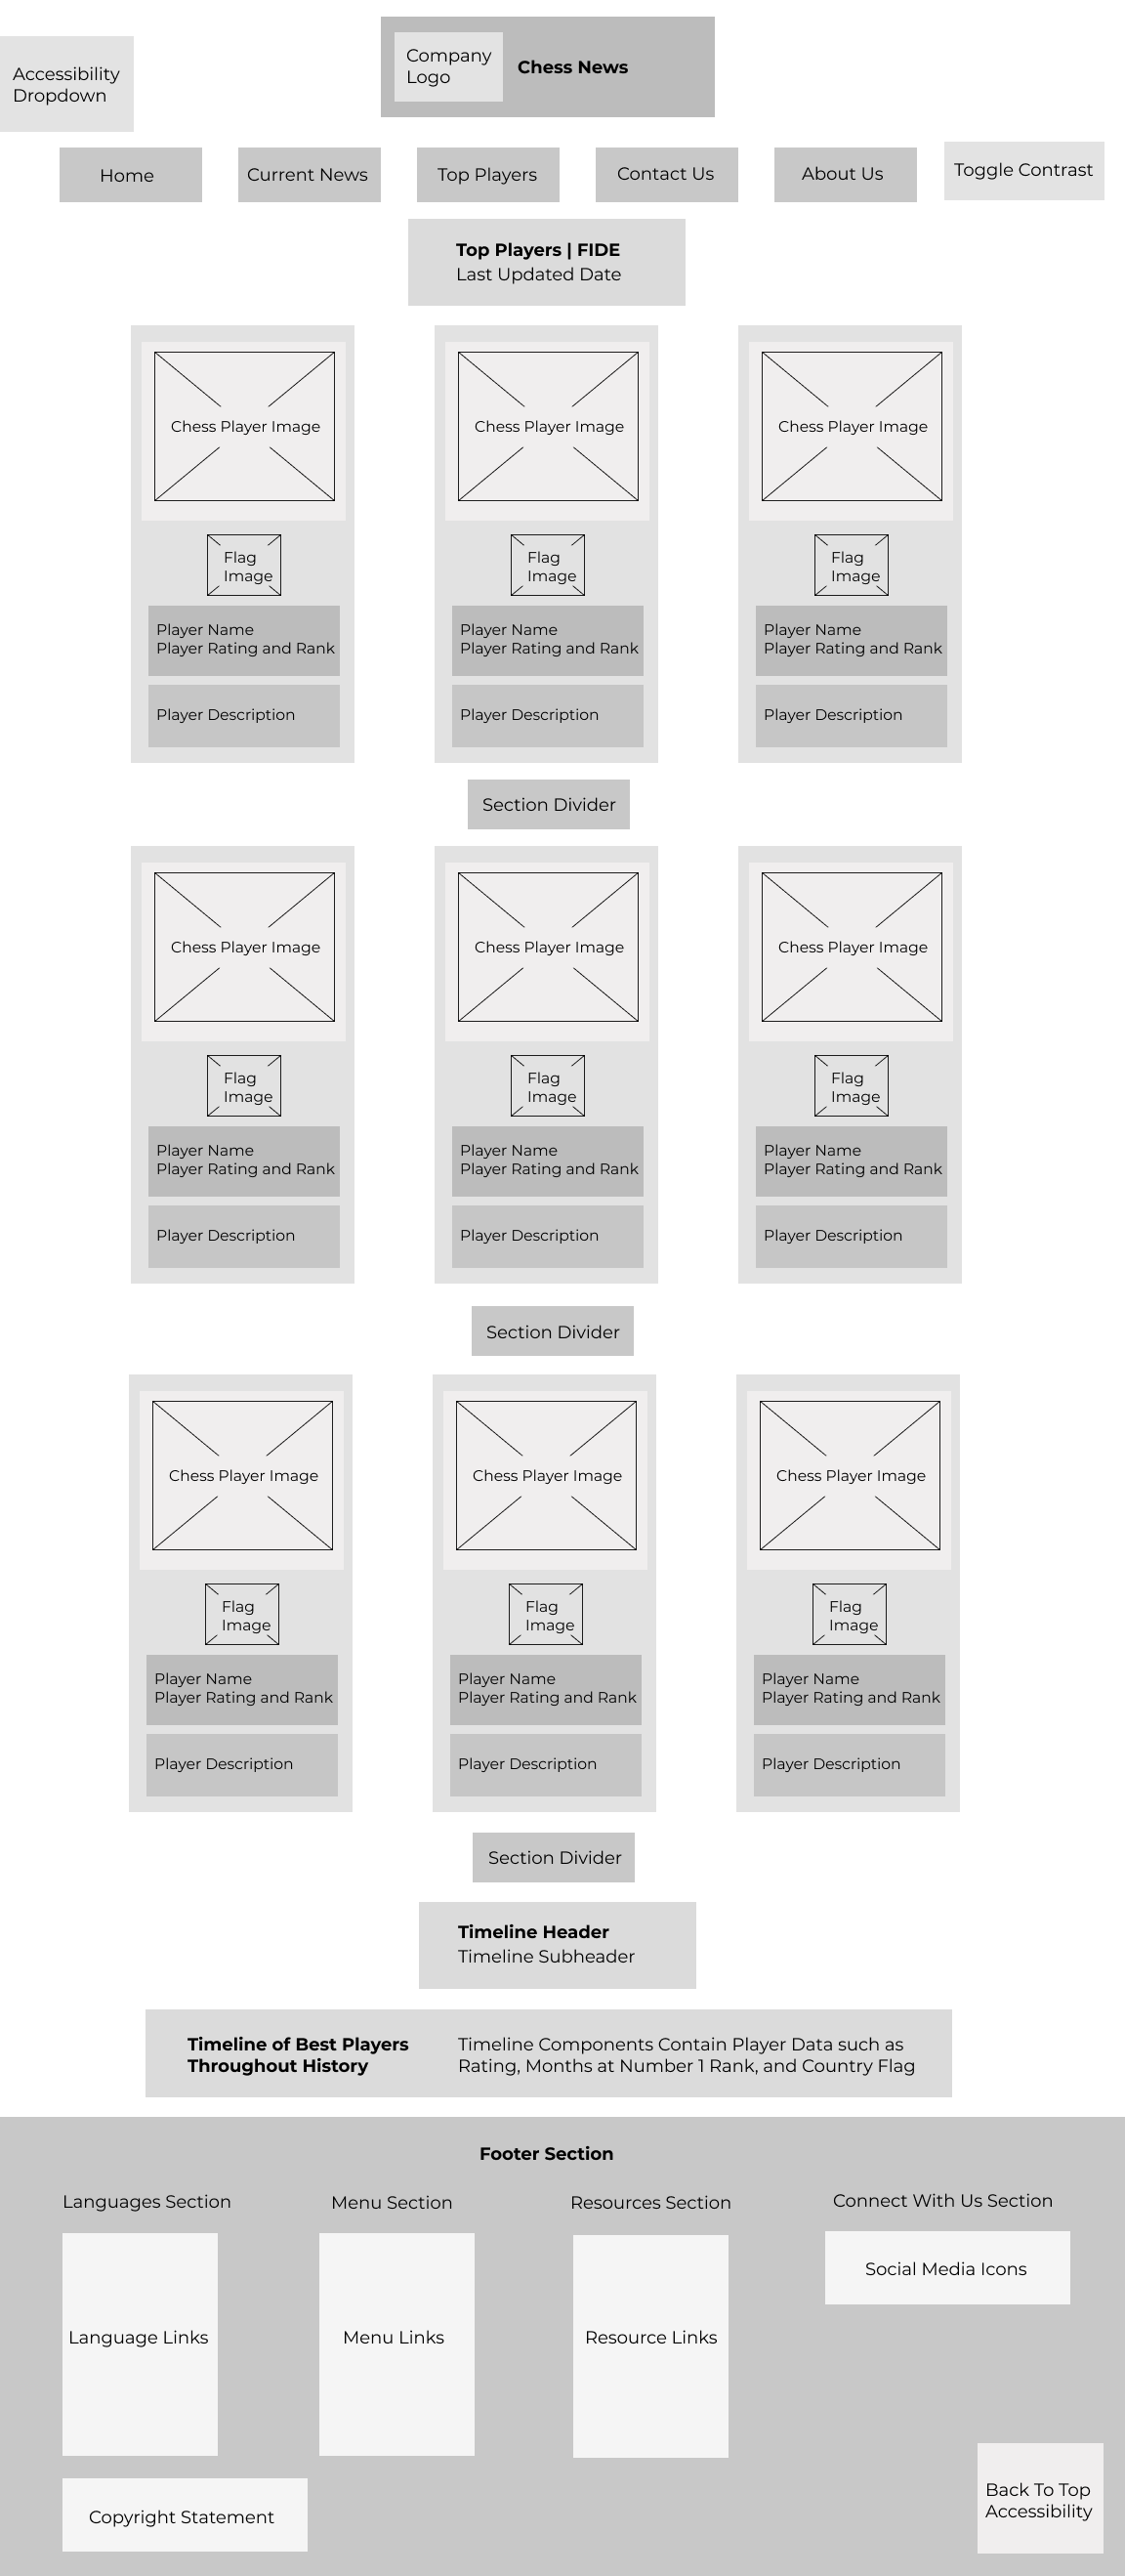 Accessibility
Dropdown
Company
Logo
Chess News
Home
Current News
Top Players
Contact Us
About Us
Toggle Contrast
Top Players | FIDE
Last Updated Date
Chess Player Image
Flag
Image
Player Name
Player Rating and Rank
Player Description
Chess Player Image
Flag
Image
Player Name
Player Rating and Rank
Player Description
Chess Player Image
Flag
Image
Player Name
Player Rating and Rank
Player Description
Section Divider
Chess Player Image
Flag
Image
Player Name
Player Rating and Rank
Player Description
Chess Player Image
Flag
Image
Player Name
Player Rating and Rank
Player Description
Chess Player Image
Flag
Image
Player Name
Player Rating and Rank
Player Description
Section Divider
Chess Player Image
Flag
Image
Player Name
Player Rating and Rank
Player Description
Chess Player Image
Flag
Image
Player Name
Player Rating and Rank
Player Description
Chess Player Image
Flag
Image
Player Name
Player Rating and Rank
Player Description
Section Divider
Timeline Header
Timeline Subheader
Timeline of Best Players
Throughout History
Timeline Components Contain Player Data such as
Rating, Months at Number 1 Rank, and Country Flag
Footer Section
Languages Section
Language Links
Menu Section
Menu Links
Resources Section
Resource Links
Connect With Us Section
Social Media Icons
Copyright Statement
Back To Top
Accessibility